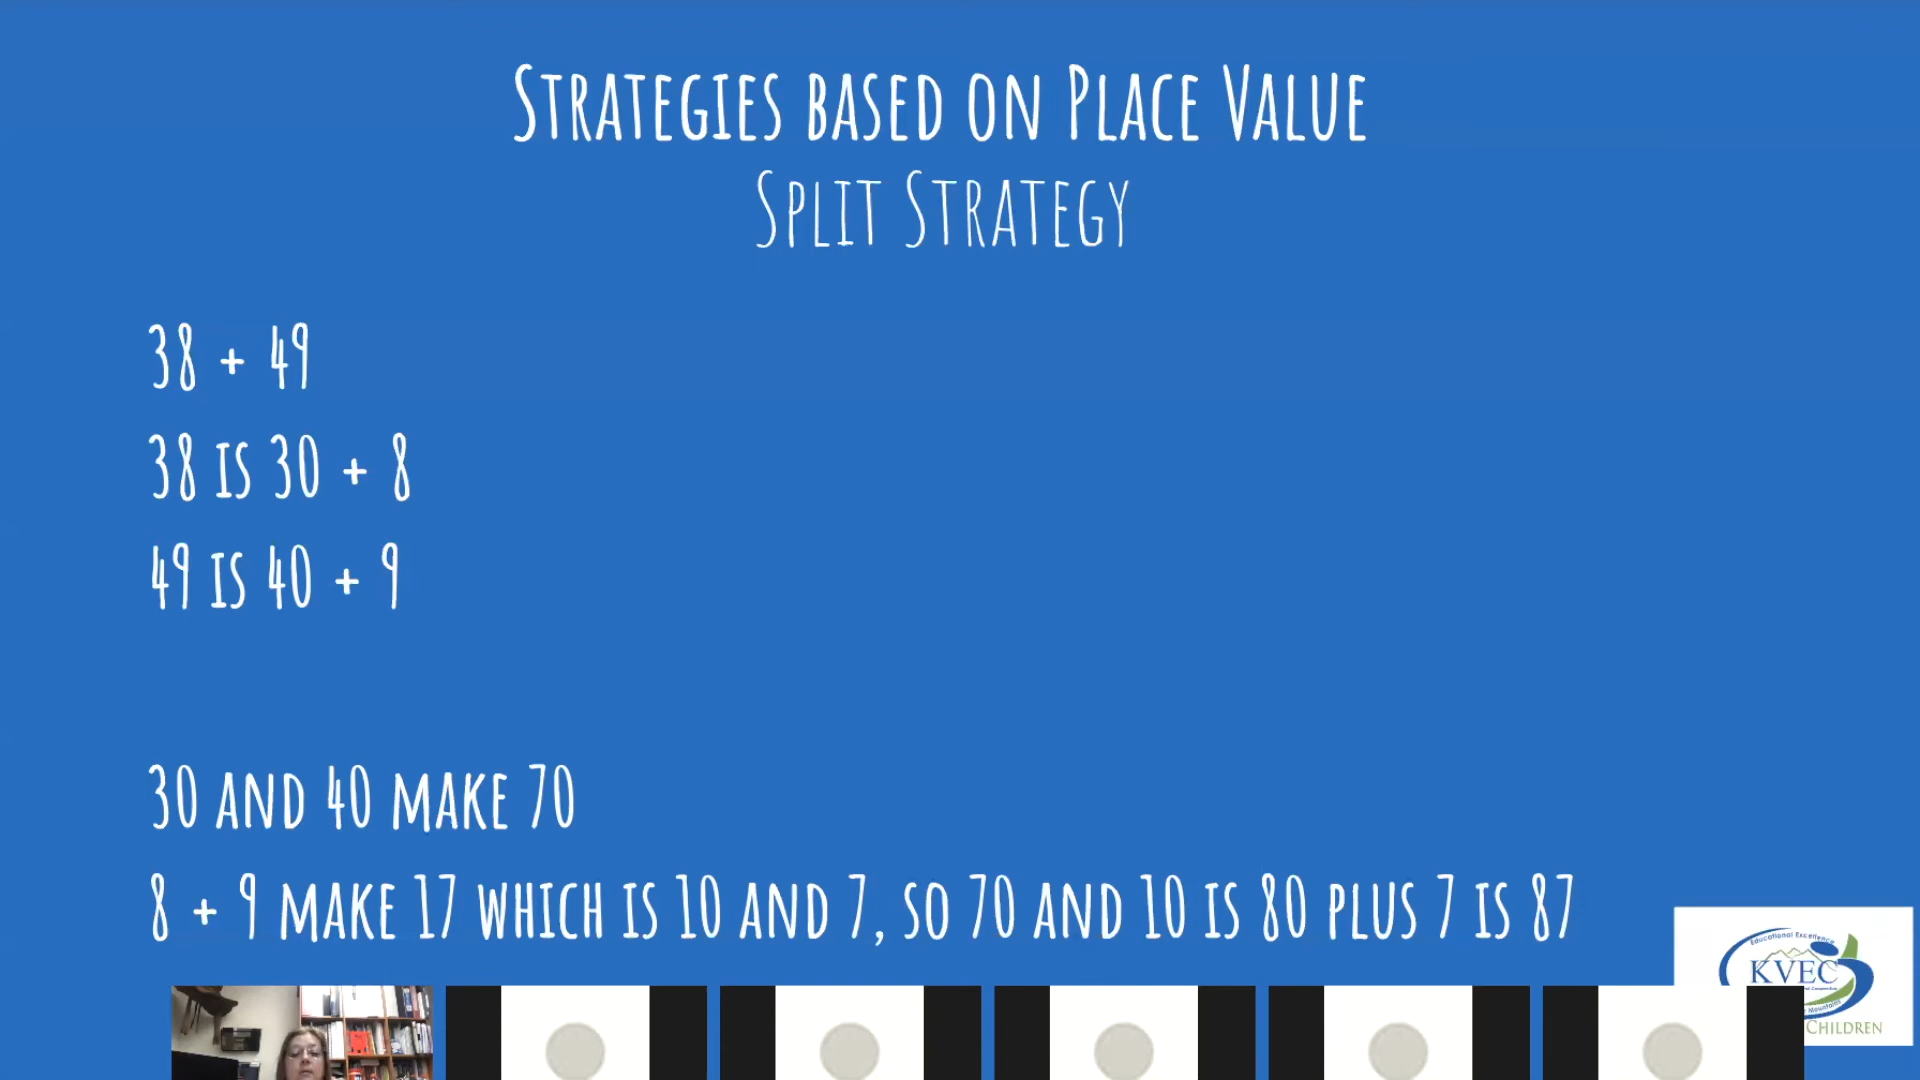 Strategies based on Place Value
Split Strategy
38 + 49
38 is 30 + 8
49 is 40 + 9
30 and 40 make 70
8 + 9 make 17 which is 10 and 7, so 70 and 10 is 80 plus 7 is 87
Educational Excellence
KVEC
Children